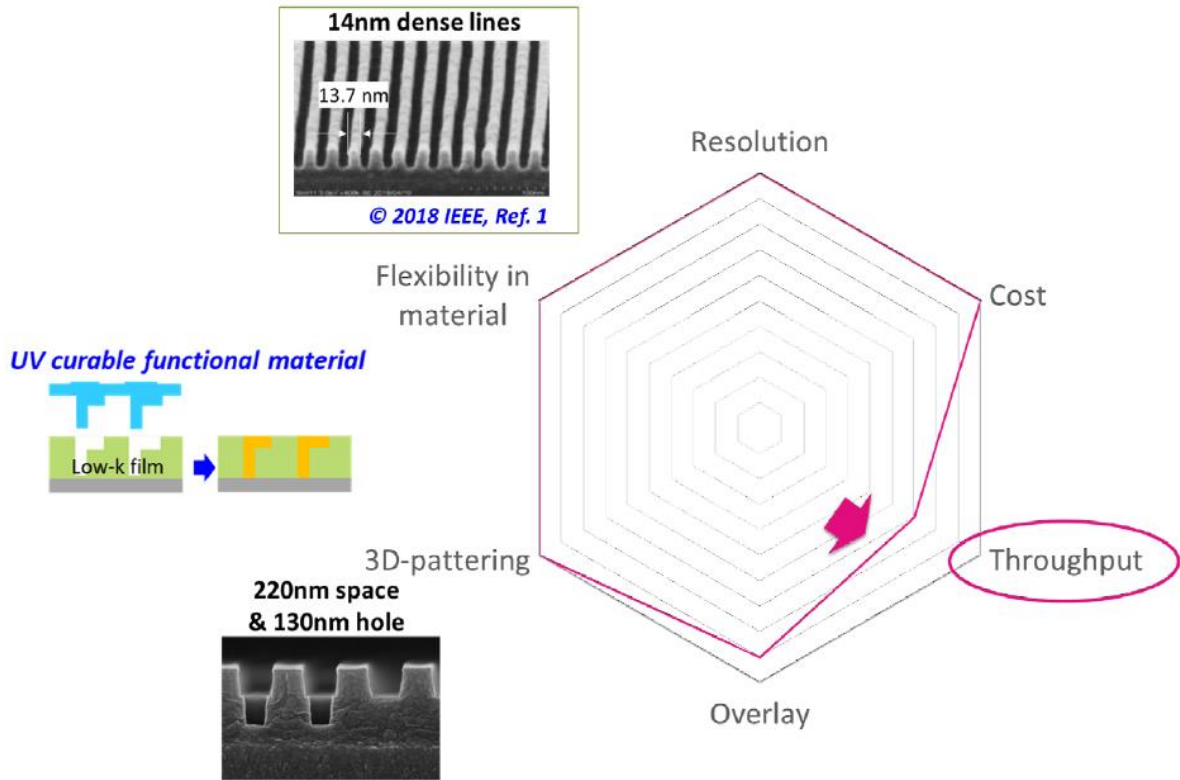 14nm dense lines
13.7 nm
© 2018 IEEE, Ref. 1
Resolution
Flexibility in
material
Cost
UV curable functional material
Low-k film
3D-pattering
Throughput
220nm space
& 130nm hole
Overlay